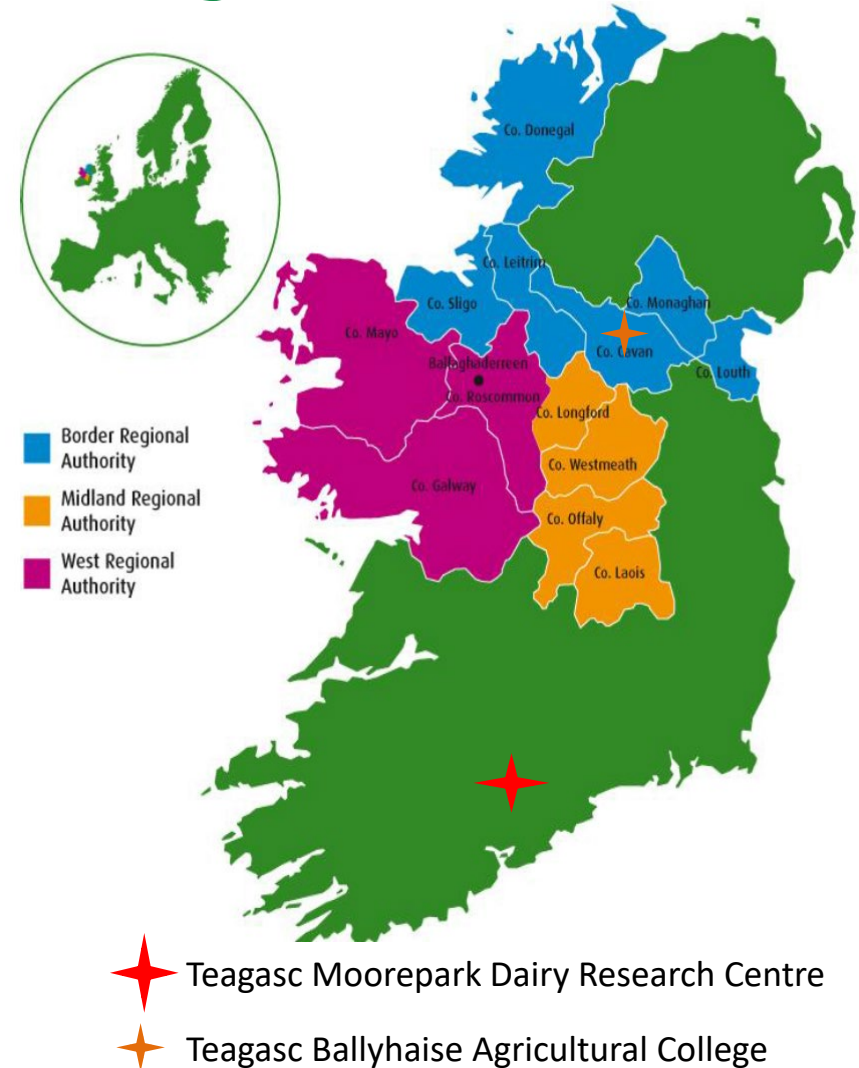 Co. Donegal
Co. Leitrim
Co. Monaghan
Co. Sligo
Co. Mayo
Co. Cavan
Ballaghaderreen
Co. Louth
Co. Roscommon
Co. Longford
Border Regional
Authority
Co. Westmeath
Co. Galway
Midland Regional
Authority
Co. Offaly
West Regional
Authority
Co. Laois
Teagasc Moorepark Dairy Research Centre
Teagasc Ballyhaise Agricultural College